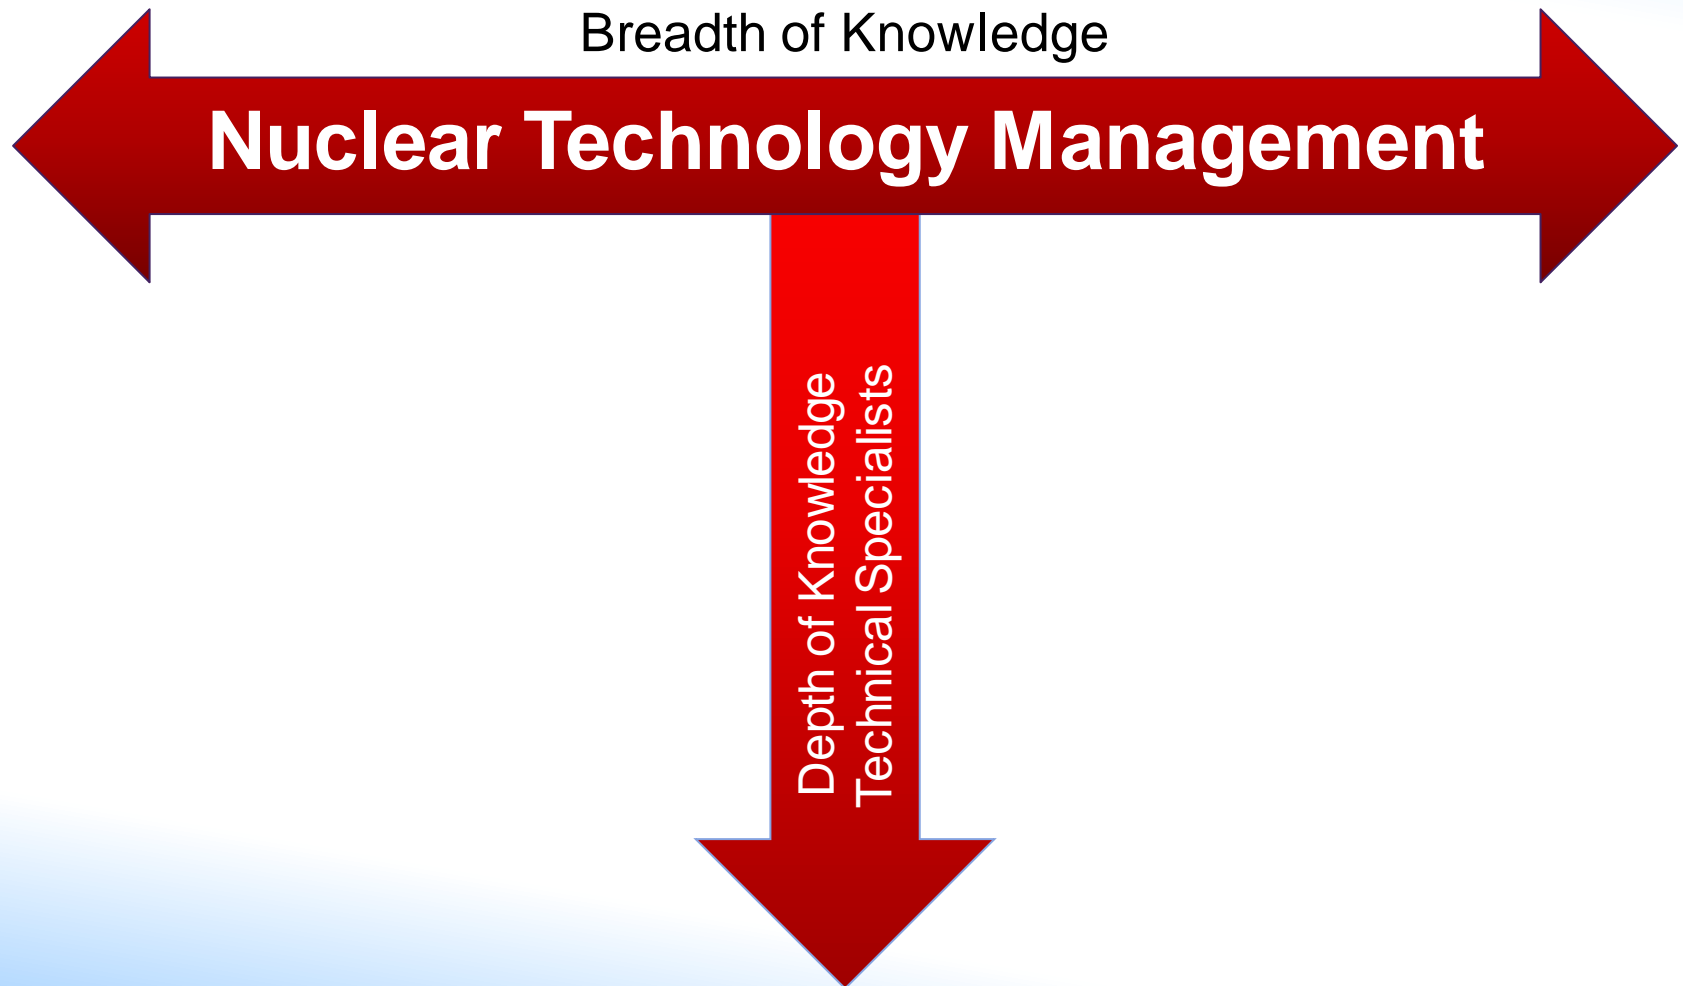 Breadth of Knowledge
Nuclear Technology Management
Depth of Knowledge
Technical Specialists